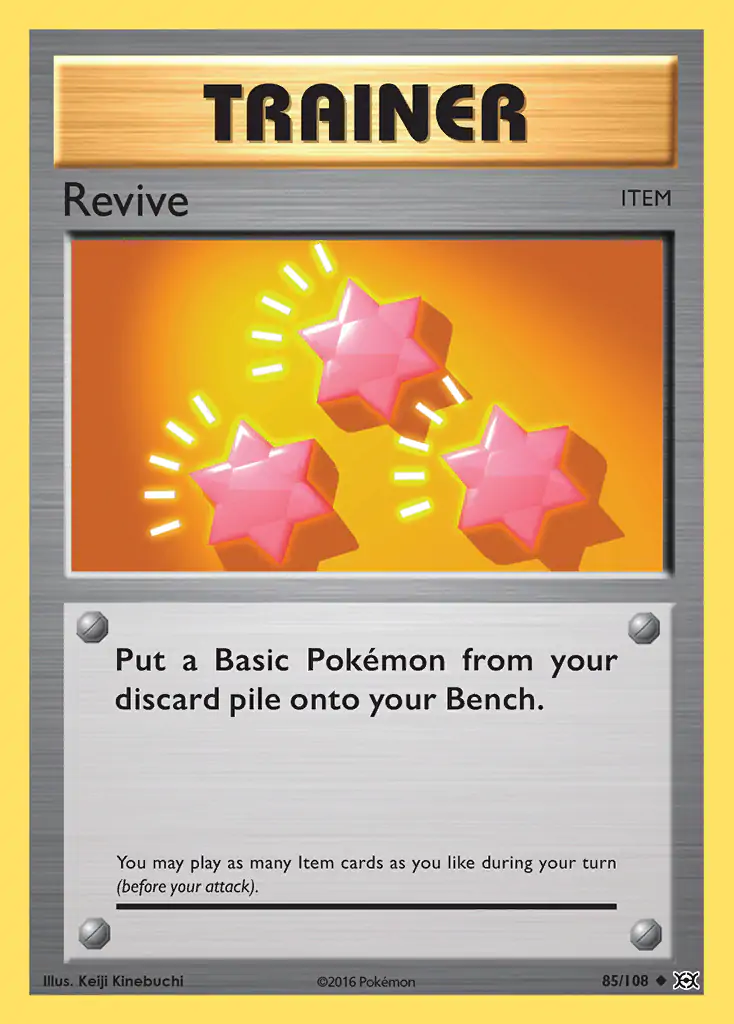 TRAINER
Revive
ITEM
Put a Basic Pokémon from your
discard pile onto your Bench.
You may play as many Item cards as you like during your turn
(before your attack).
Illus. Keiji Kinebuchi
©2016 Pokémon
85/108